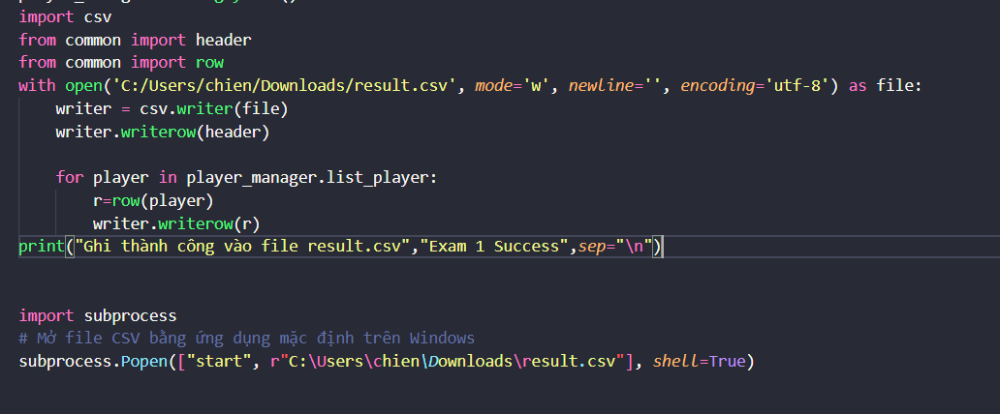 import csv
from common import header
from common import row
with open('C:/Users/chien/Downloads/result.csv', mode='w', newline='', encoding='utf-8') as file:
    writer = csv.writer(file)
    writer.writerow(header)
    for player in player_manager.list_player:
        r=row(player)
        writer.writerow(r)
print("Ghi thành công vào file result.csv","Exam 1 Success",sep="\n")
import subprocess
# Mở file CSV bằng ứng dụng mặc định trên Windows
subprocess.Popen(["start", r"C:\Users\chien\Downloads\result.csv"], shell=True)